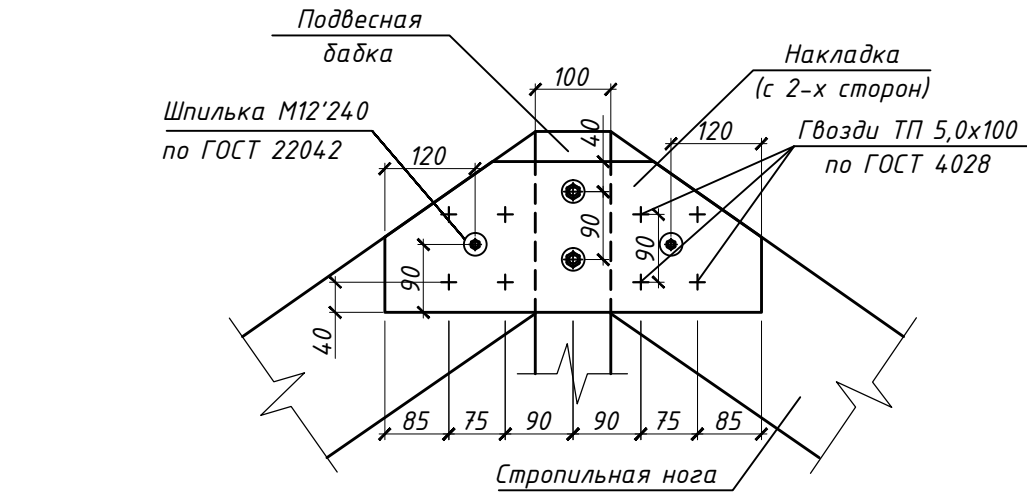 Подвесная
бабка
Накладка
(с 2-х сторон)
100
Шпилька М12'240
по ГОСТ 22042
40
120
Гвозди ТП 5,0х100
по ГОСТ 4028
120
90
90
90
40
85 75 90 90 75 85
Стропильная нога